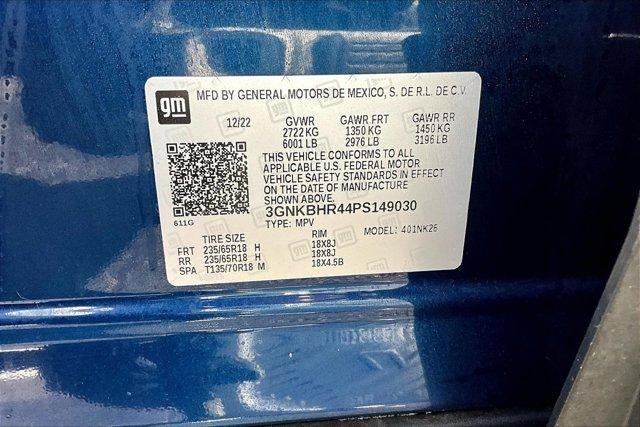 gm
MFD BY GENERAL MOTORS DE MEXICO, S. DE R.L. DE C.V.
12/22 GVWR GAWR FRT GAWR RR
2722 KG 1350 KG 1450 KG
6001 LB 2976 LB 3196 LB
THIS VEHICLE CONFORMS TO ALL
APPLICABLE U.S. FEDERAL MOTOR
VEHICLE SAFETY STANDARDS IN EFFECT
ON THE DATE OF MANUFACTURE
SHOWN ABOVE.
3GNKBHR44PS149030
611G
TYPE: MPV MODEL: 401NK26
TIRE SIZE RIM
FRT 235/65R18 H 18X8J
RR 235/65R18 H 18X8J
SPA T135/70R18 M 18X4.5B